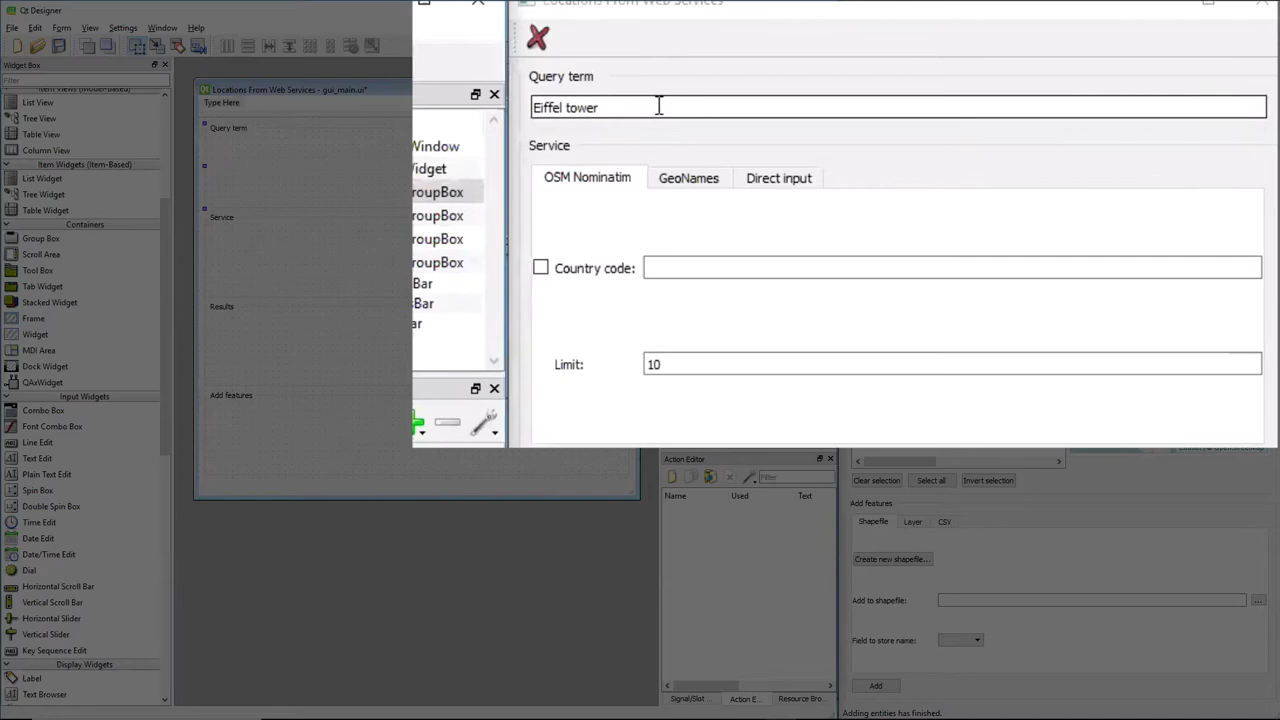 Qt Designer
File Edit Form View Settings Window Help
Widget Box
Filter
Item Views (Model-Based)
List View
Tree View
Table View
Column View
Item Widgets (Item-Based)
List Widget
Tree Widget
Table Widget
Containers
Group Box
Scroll Area
Tool Box
Tab Widget
Stacked Widget
Frame
Widget
MDI Area
Dock Widget
QAxWidget
Input Widgets
Combo Box
Font Combo Box
Line Edit
Text Edit
Plain Text Edit
Spin Box
Double Spin Box
Time Edit
Date Edit
Date/Time Edit
Dial
Horizontal Scroll Bar
Vertical Scroll Bar
Horizontal Slider
Vertical Slider
Key Sequence Edit
Display Widgets
Label
Text Browser
Locations From Web Services - gui_main.ui*
Type Here
Query term
Service
Results
Add features
Window
Widget
roupBox
roupBox
roupBox
roupBox
Bar
sBar
ar
Locations From Web Services
Query term
Eiffel tower
Service
OSM Nominatim GeoNames Direct input
Country code:
Limit: 10
Action Editor
Filter
Name Used Text
Signal/Slot ... Action E... Resource Bro...
Clear selection Select all Invert selection
Add features
Shapefile Layer CSV
Create new shapefile...
Add to shapefile: ...
Field to store name:
Add
Adding entities has finished.